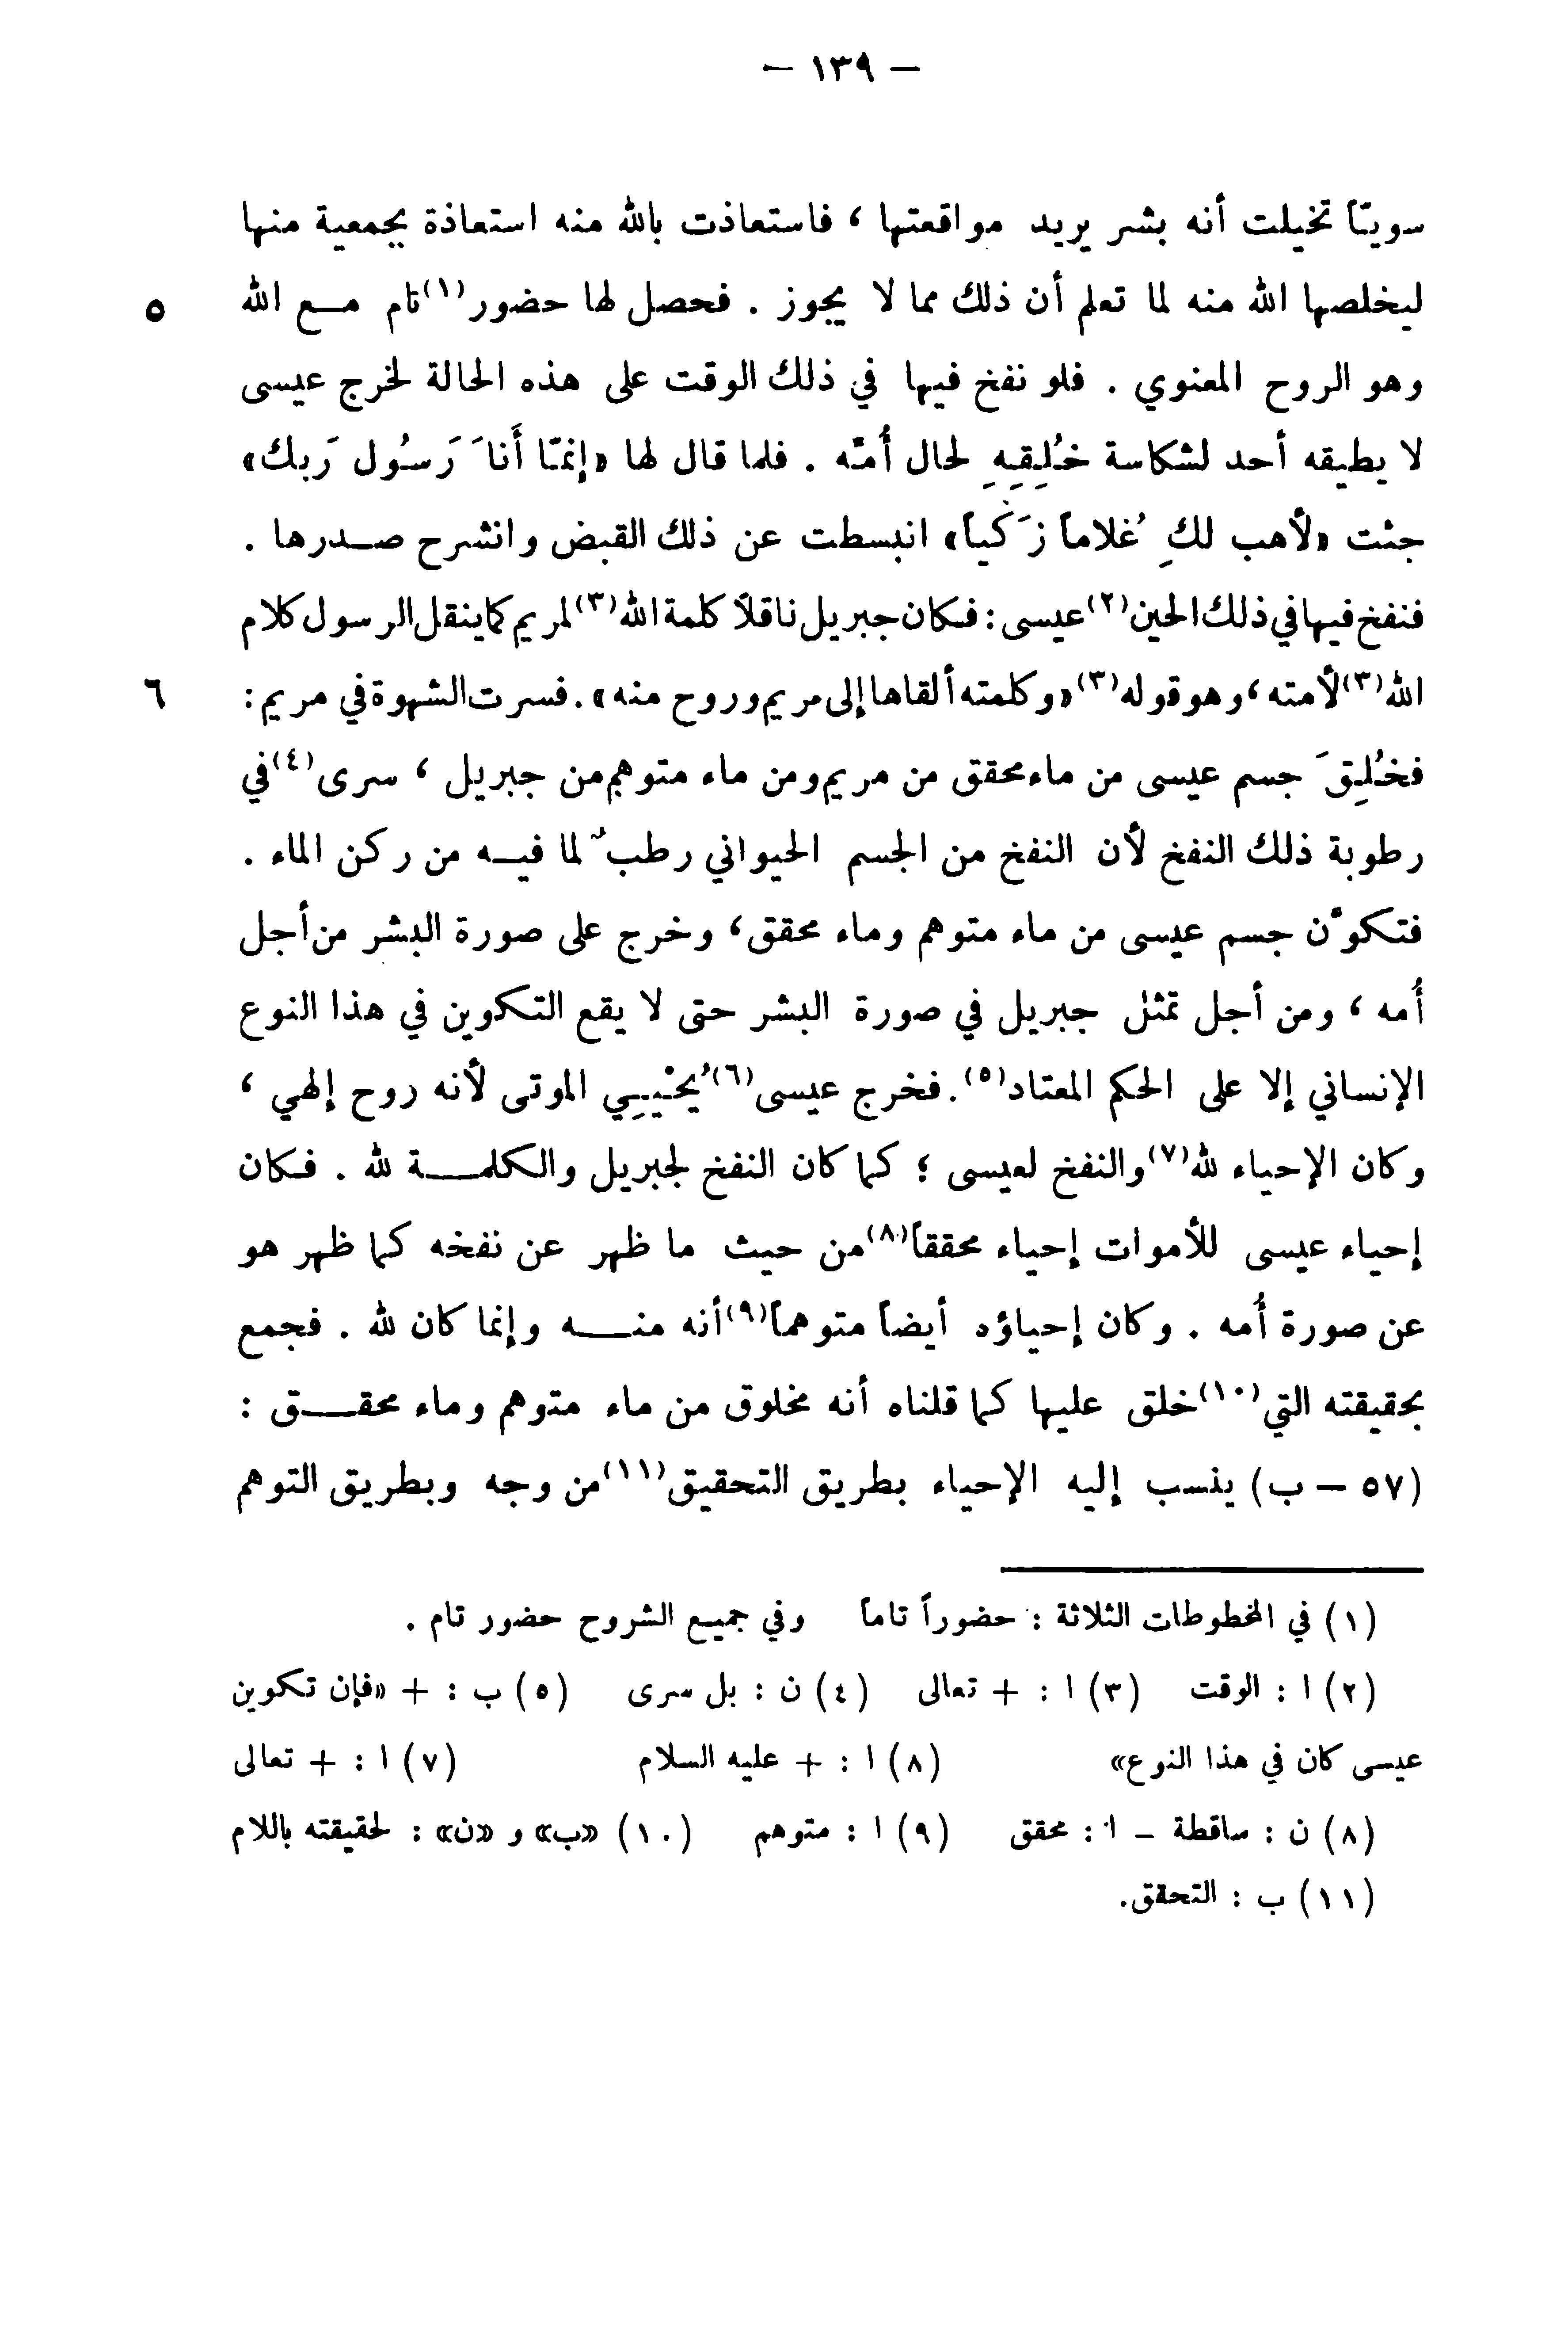 — ١٣٩ —
سويّاً تخيلت أنه بشر يريد مواقعتها ، فاستعاذت بالله منه استعاذة بجمعية منها
ليخلصها الله منه لما تعلم أن ذلك مما لا يجوز . فحصل لها حضور(١)تام مـع الله ٥
وهو الروح المعنوي . فلو نفخ فيها في ذلك الوقت على هذه الحالة لخرج عيسى
لا يطيقه أحد لشكاسة خُلِقِهِ لحال أُمّه . فلما قال لها «إنمّا أَنَا رَسُول رَبك»
جئت «لأهب لكِ غُلاماً زَكياً» انبسطت عن ذلك القبض وانشرح صـدرها .
فنفخ فيها في ذلك الحين(٢)عيسى : فكان جبريل ناقلاً كلمة الله(٣)لمريم كما ينقل الرسول كلام
الله(٣)لأمته ، وهو قوله(٣)«وكلمته ألقاها إلى مريم وروح منه» . فسرت الشهوة في مريم : ٦
فخُلِقَ جسم عيسى من ماء محقق من مريم ومن ماء متوهم من جبريل ، سرى(٤)في
رطوبة ذلك النفخ لأن النفخ من الجسم الحيواني رطبٌ لما فيـه من ركن الماء .
فتكوّن جسم عيسى من ماء متوهم وماء محقق ، وخرج على صورة البشر من أجل
أُمه ، ومن أجل تمثل جبريل في صورة البشر حتى لا يقع التكوين في هذا النوع
الإنساني إلا على الحكم المعتاد(٥). فخرج عيسى(٦)يُحْيِي الموتى لأنه روح إلهي ،
وكان الإحياء لله(٧)والنفخ لعيسى ؛ كما كان النفخ لجبريل والكلمـــة لله . فكان
إحياء عيسى للأموات إحياء محققاً(٨)من حيث ما ظهر عن نفخه كما ظهر هو
عن صورة أُمه . وكان إحياؤه أيضاً متوهماً(٩)أنه منـــه وإنما كان لله . فجمع
بحقيقته التي(١٠)خلق عليها كما قلناه أنه مخلوق من ماء متوهم وماء محقـــق :
(٥٧ — ب) ينسب إليه الإحياء بطريق التحقيق(١١)من وجه وبطريق التوهم
(١) في المخطوطات الثلاثة : حضوراً تاماً وفي جميع الشروح حضور تام .
(٢) ا : الوقت (٣) ا : + تعالى (٤) ن : بل سرى (٥) ب : + «فإن تكوين
عيسى كان في هذا النوع» (٨) ا : + عليه السلام (٧) ا : + تعالى
(٨) ن : ساقطة – ا : محقق (٩) ا : متوهم (١٠) «ب» و «ن» : لحقيقته باللام
(١١) ب : التحقق.